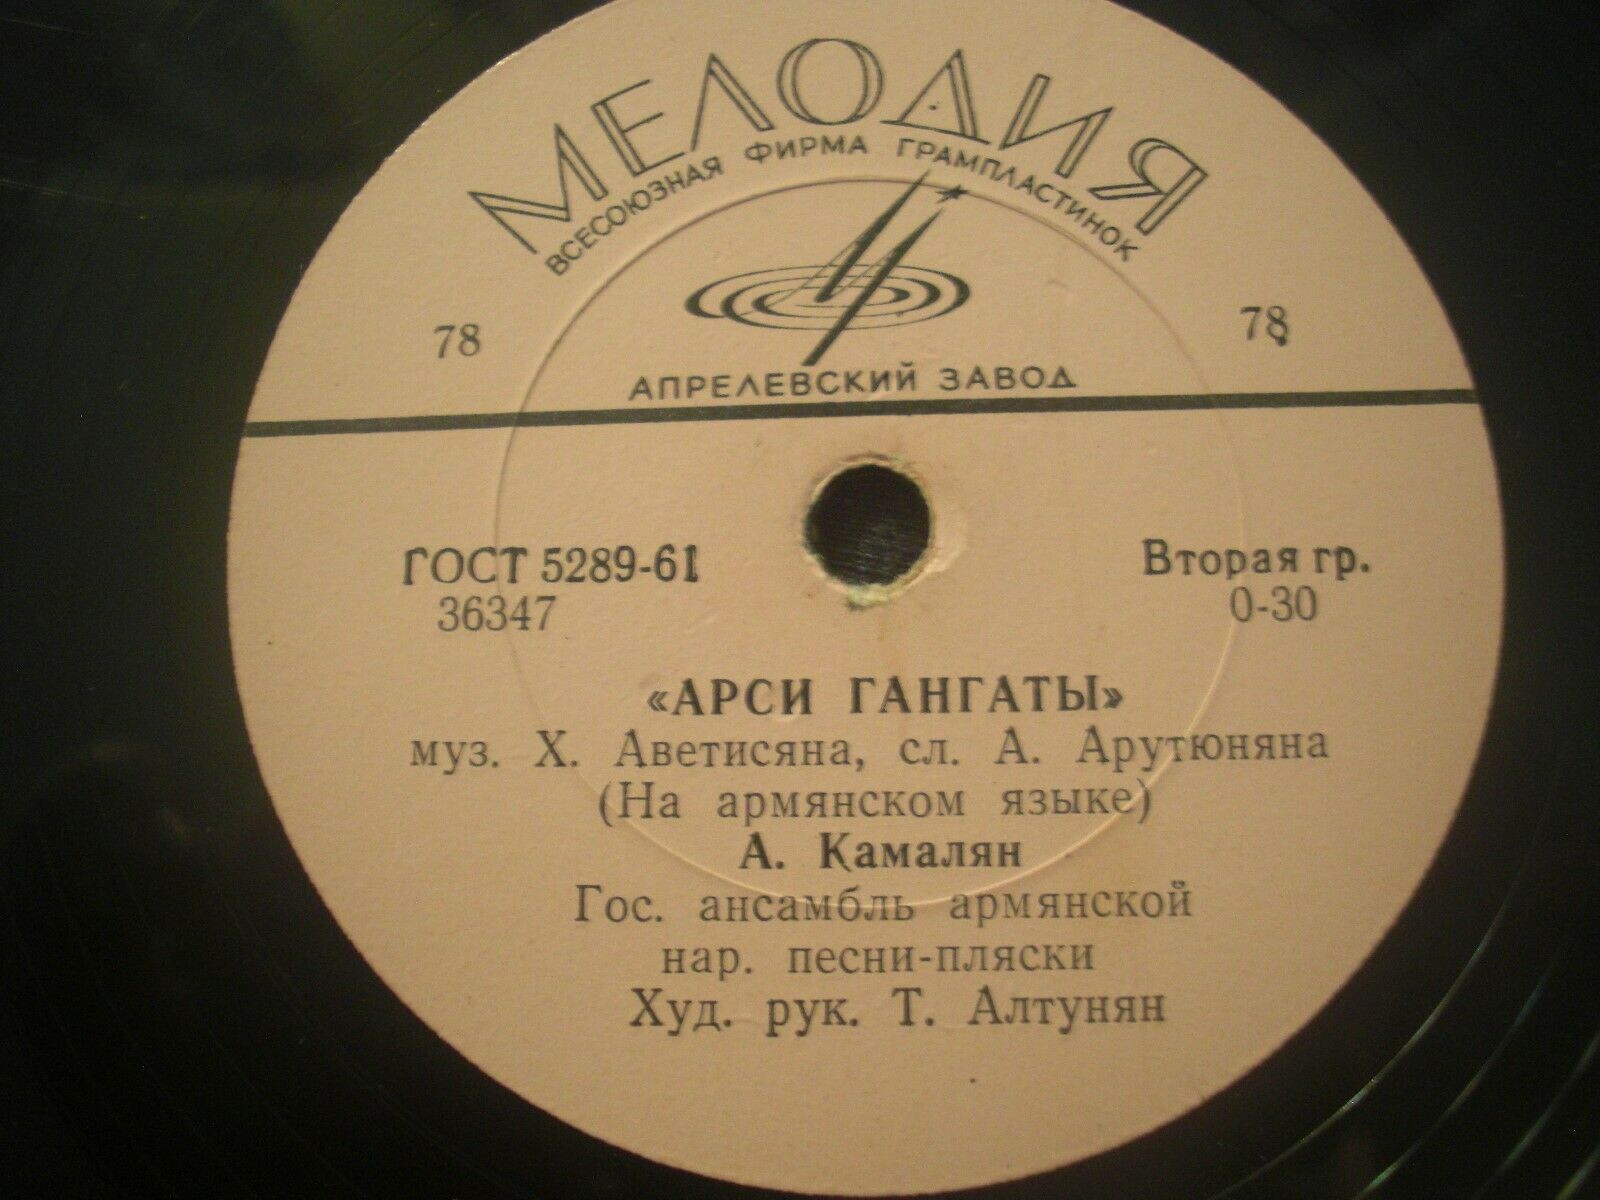 МЕЛОДИЯ
ВСЕСОЮЗНАЯ ФИРМА ГРАМПЛАСТИНОК
78 78
АПРЕЛЕВСКИЙ ЗАВОД
ГОСТ 5289-61 Вторая гр.
36347 0-30
«АРСИ ГАНГАТЫ»
муз. Х. Аветисяна, сл. А. Арутюняна
(На армянском языке)
А. Камалян
Гос. ансамбль армянской
нар. песни-пляски
Худ. рук. Т. Алтунян